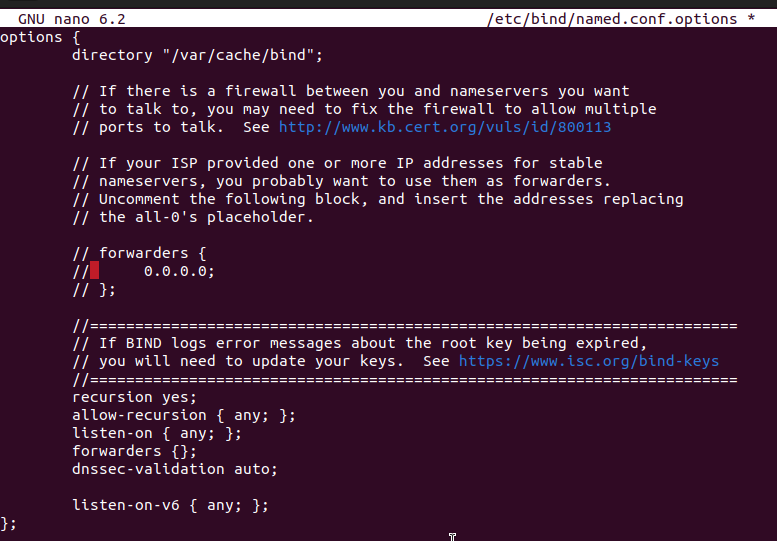 GNU nano 6.2 /etc/bind/named.conf.options *
options {
directory "/var/cache/bind";
// If there is a firewall between you and nameservers you want
// to talk to, you may need to fix the firewall to allow multiple
// ports to talk.  See http://www.kb.cert.org/vuls/id/800113
// If your ISP provided one or more IP addresses for stable
// nameservers, you probably want to use them as forwarders.
// Uncomment the following block, and insert the addresses replacing
// the all-0's placeholder.
// forwarders {
//      0.0.0.0;
// };
//========================================================================
// If BIND logs error messages about the root key being expired,
// you will need to update your keys.  See https://www.isc.org/bind-keys
//========================================================================
recursion yes;
allow-recursion { any; };
listen-on { any; };
forwarders {};
dnssec-validation auto;
listen-on-v6 { any; };
};